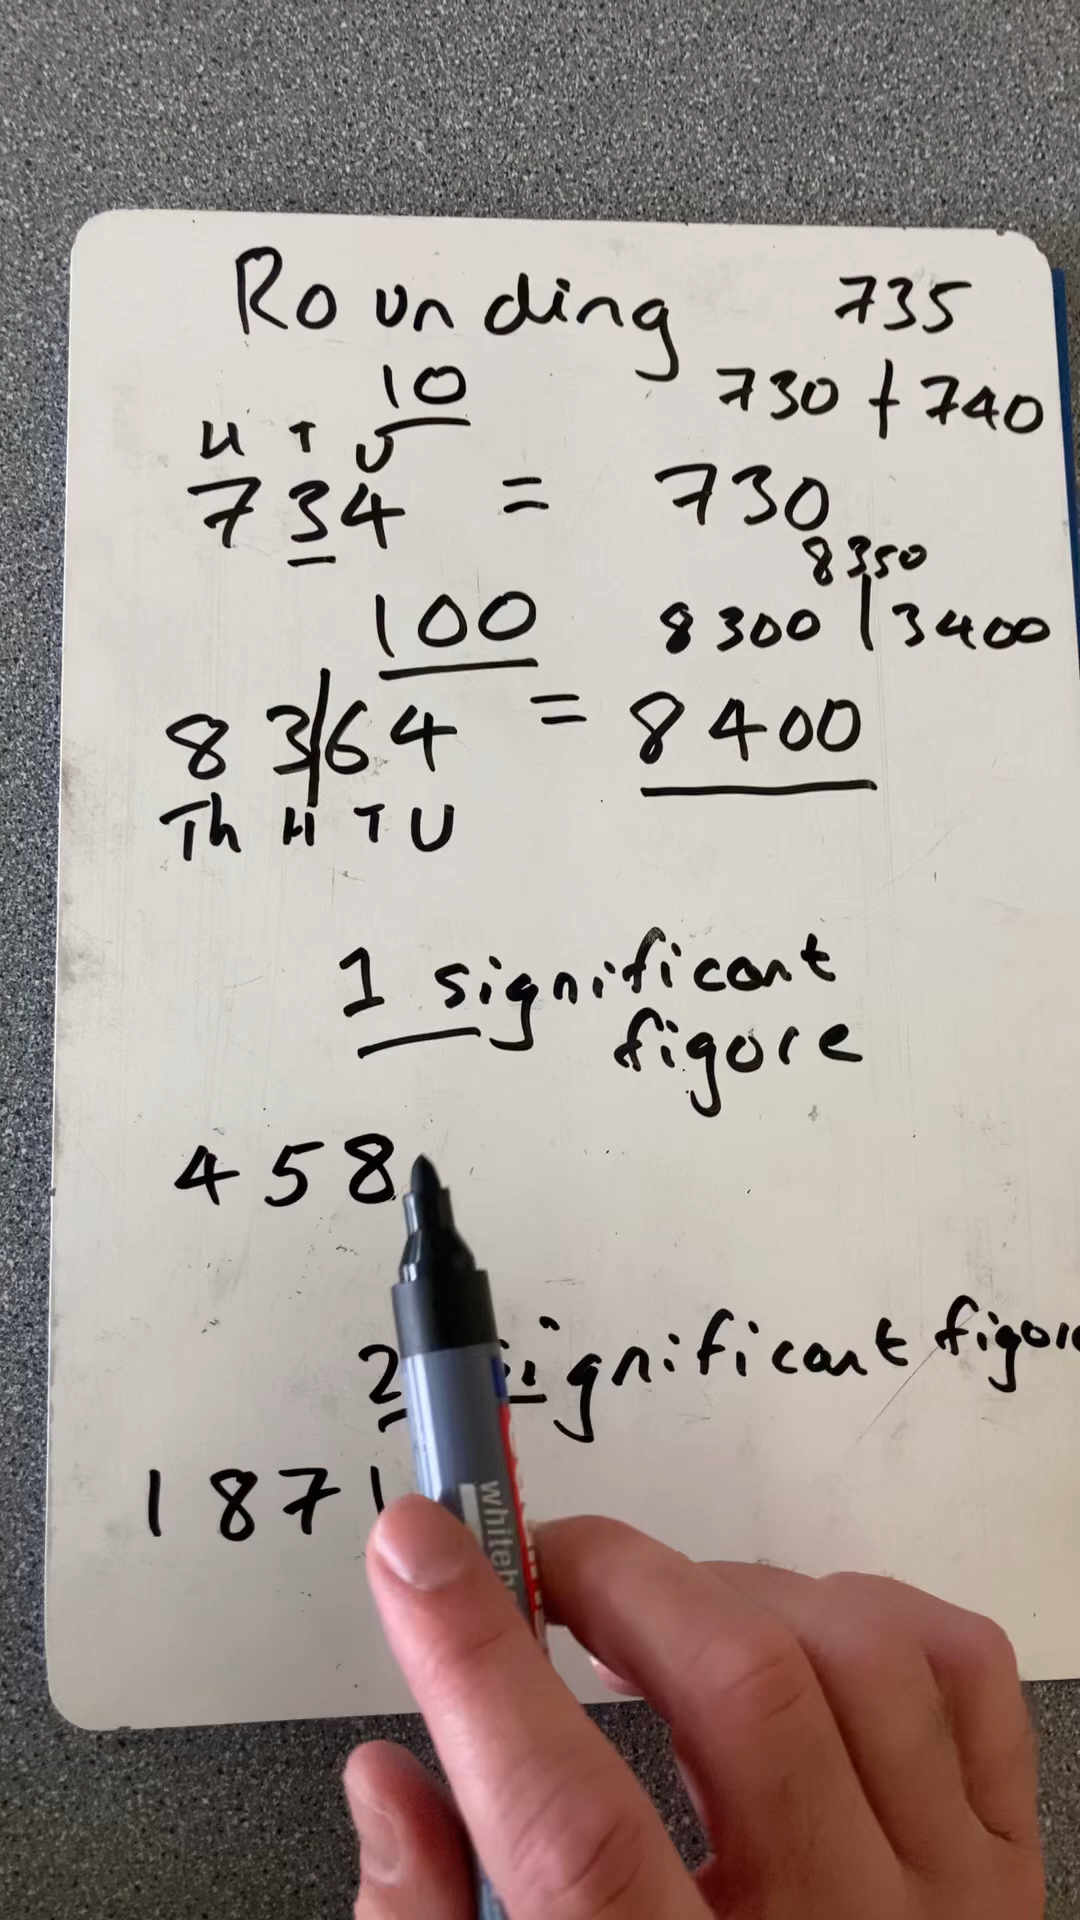 Rounding 735
10 730 | 740
H T U
734 = 730
8350
100 8300 | 3400
83|64 = 8400
Th H T U
1 significant
figure
458
2 significant figure
1871